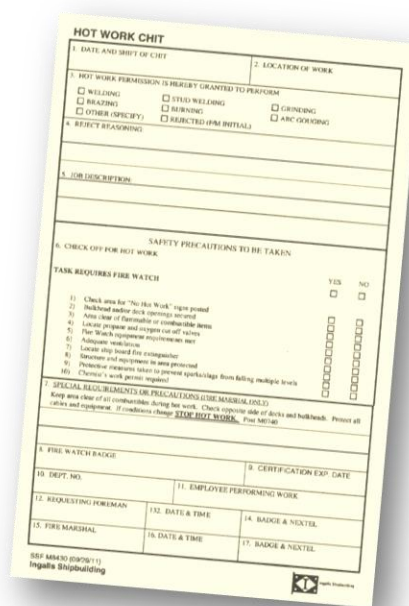 HOT WORK CHIT
1. DATE AND SHIFT OF CHIT
2. LOCATION OF WORK
3. HOT WORK PERMISSION IS HEREBY GRANTED TO PERFORM
☐ WELDING ☐ STUD WELDING ☐ GRINDING
☐ BRAZING ☐ BURNING ☐ ARC GOUGING
☐ OTHER (SPECIFY) ☐ REJECTED (F/M INITIAL)
4. REJECT REASONING:
5. JOB DESCRIPTION:
SAFETY PRECAUTIONS TO BE TAKEN
6. CHECK OFF FOR HOT WORK
YES NO
TASK REQUIRES FIRE WATCH
1) Check area for "No Hot Work" signs posted
2) Bulkhead and/or deck openings secured
3) Area clear of flammable or combustible items
4) Locate propane and oxygen cut off valves
5) Fire Watch equipment requirements met
6) Adequate ventilation
7) Locate ship board fire extinguisher
8) Structure and equipment in area protected
9) Protective measures taken to prevent sparks/slags from falling multiple levels
10) Chemist's work permit required
7. SPECIAL REQUIREMENTS OR PRECAUTIONS (FIRE MARSHAL ONLY)
Keep area clear of all combustibles during hot work. Check opposite side of decks and bulkheads. Protect all
cables and equipment. If conditions change STOP HOT WORK. Post M8340
8. FIRE WATCH BADGE
9. CERTIFICATION EXP. DATE
10. DEPT. NO.
11. EMPLOYEE PERFORMING WORK
12. REQUESTING FOREMAN
132. DATE & TIME
14. BADGE & NEXTEL
15. FIRE MARSHAL
16. DATE & TIME
17. BADGE & NEXTEL
SSF M8430 (09/29/11)
Ingalls Shipbuilding
Ingalls Shipbuilding